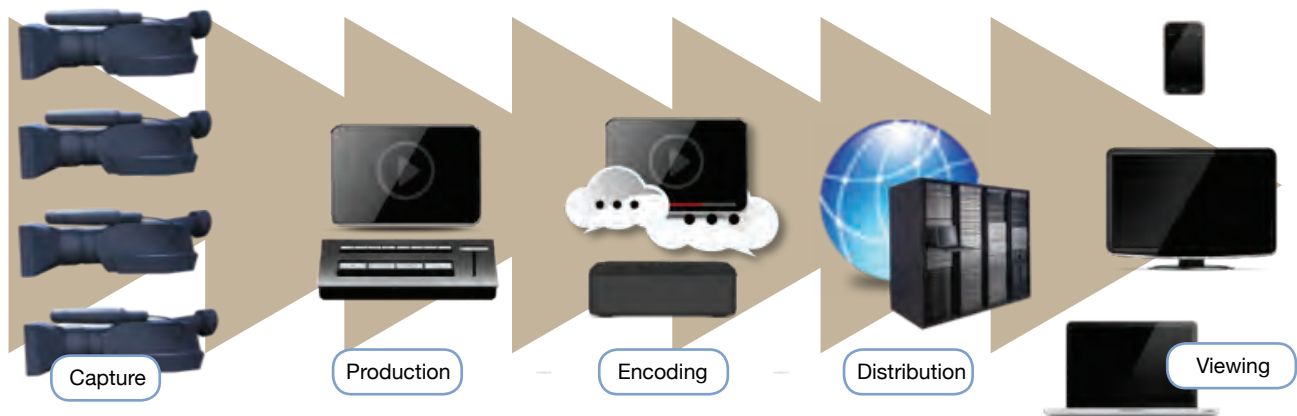 Capture
Production
Encoding
Distribution
Viewing